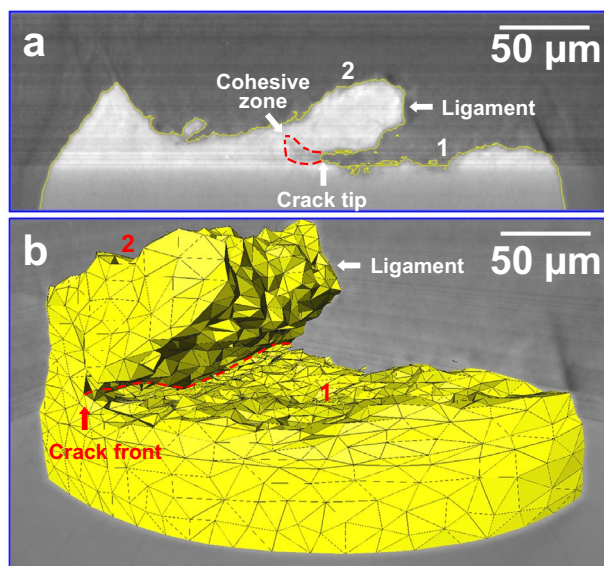 a
50 µm
2
Cohesive
zone
Ligament
1
Crack tip
b
50 µm
2
Ligament
1
Crack front